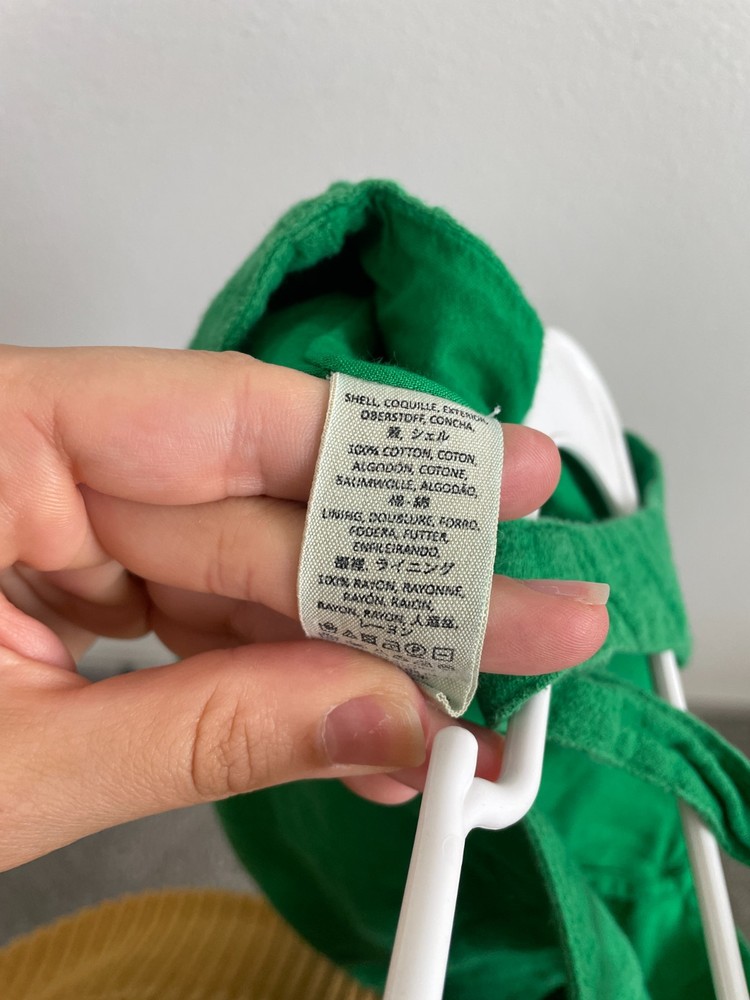 SHELL, COQUILLE, EXTERIOR,
OBERSTOFF, CONCHA,
シェル
100% COTTON, COTON,
ALGODÓN, COTONE,
BAUMWOLLE, ALGODÃO,
棉, 綿
LINING, DOUBLURE, FORRO,
FODERA, FUTTER,
ENFILEIRANDO,
ライニング
100% RAYON, RAYONNE,
RAYÓN, RAION,
RAYON, RAYON, 人造丝,
レーヨン